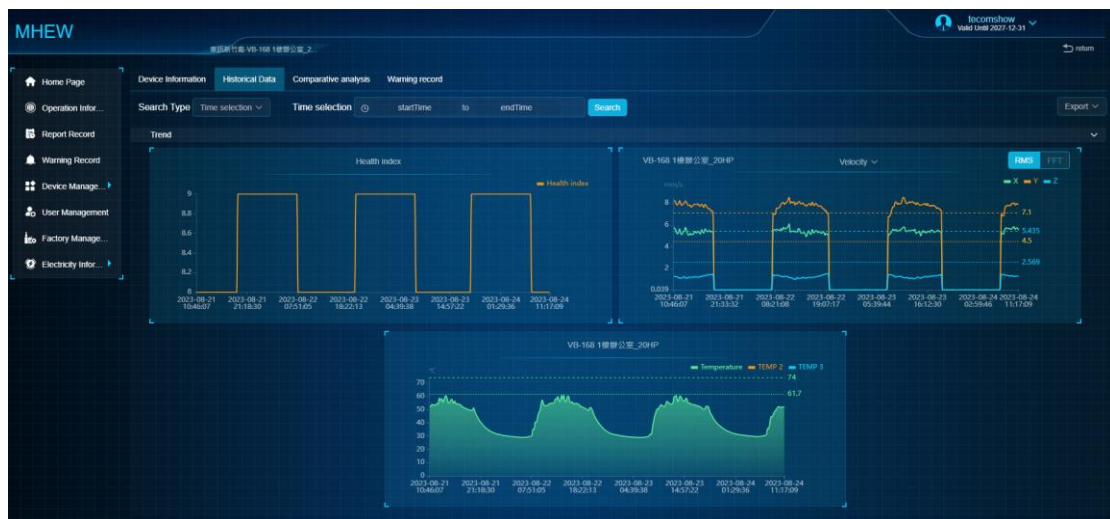 MHEW
tecomshow
Valid Until 2027-12-31
東訊新竹廠-VB-168 1樓辦公室_2...
return
Home Page
Operation Infor...
Report Record
Warning Record
Device Manage...
User Management
Factory Manage...
Electricity Infor...
Device Information Historical Data Comparative analysis Warning record
Search Type Time selection Time selection startTime to endTime Search Export
Trend
Health index
Health index
9
8.8
8.6
8.4
8.2
8
2023-08-21 10:46:07
2023-08-21 21:18:30
2023-08-22 07:51:05
2023-08-22 18:22:13
2023-08-23 04:39:38
2023-08-23 14:57:22
2023-08-24 01:29:36
2023-08-24 11:17:09
VB-168 1樓辦公室_20HP
Velocity
RMS FFT
mm/s
X Y Z
8
6
4
2
0.039
7.1
5.435
4.5
2.569
2023-08-21 10:46:07
2023-08-21 21:33:32
2023-08-22 08:21:08
2023-08-22 19:07:17
2023-08-23 05:39:44
2023-08-23 16:12:30
2023-08-24 02:59:46
2023-08-24 11:17:09
VB-168 1樓辦公室_20HP
Temperature TEMP 2 TEMP 3
70
60
50
40
30
20
10
0
74
61.7
2023-08-21 10:46:07
2023-08-21 21:18:30
2023-08-22 07:51:05
2023-08-22 18:22:13
2023-08-23 04:39:38
2023-08-23 14:57:22
2023-08-24 01:29:36
2023-08-24 11:17:09